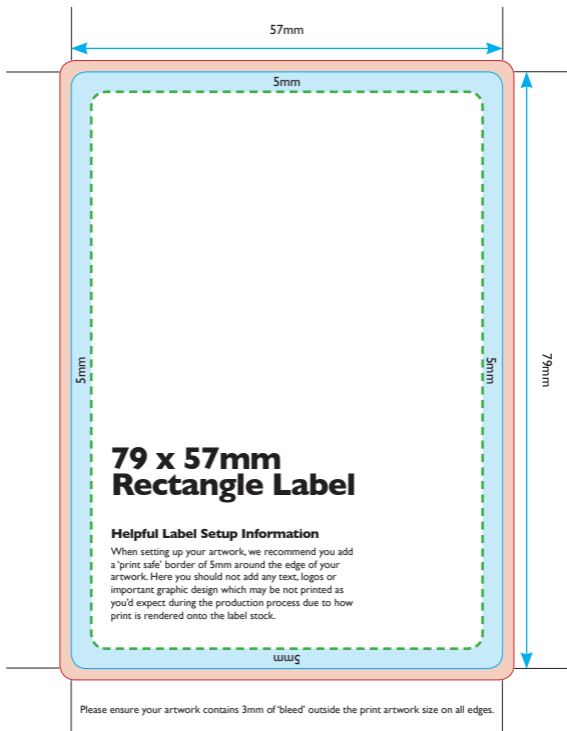 57mm
5mm
5mm
5mm
79mm
79 x 57mm
Rectangle Label
Helpful Label Setup Information
When setting up your artwork, we recommend you add
a ‘print safe’ border of 5mm around the edge of your
artwork. Here you should not add any text, logos or
important graphic design which may be not printed as
you’d expect during the production process due to how
print is rendered onto the label stock.
5mm
Please ensure your artwork contains 3mm of ‘bleed’ outside the print artwork size on all edges.